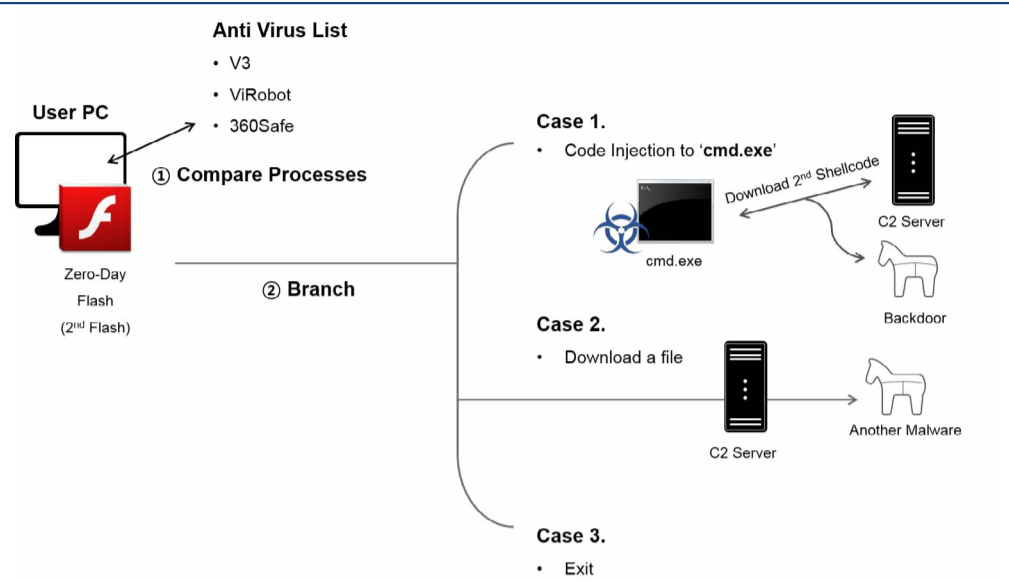 Anti Virus List
• V3
• ViRobot
• 360Safe
User PC
① Compare Processes
Zero-Day
Flash
(2nd Flash)
② Branch
Case 1.
• Code Injection to 'cmd.exe'
Download 2nd Shellcode
cmd.exe
C2 Server
Backdoor
Case 2.
• Download a file
C2 Server
Another Malware
Case 3.
• Exit